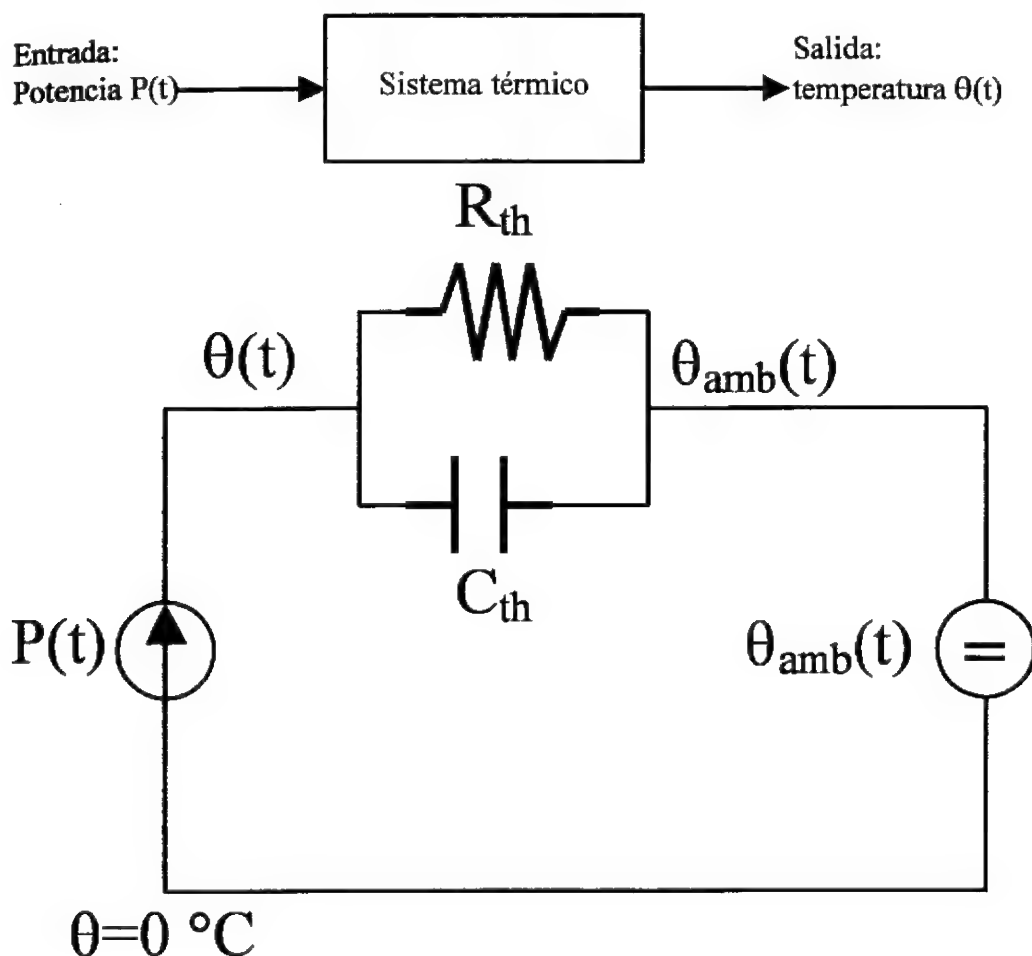 Entrada:
Potencia P(t)
Sistema térmico
Salida:
temperatura θ(t)
R_th
θ(t)
θ_amb(t)
C_th
P(t)
θ_amb(t)
=
θ=0 °C